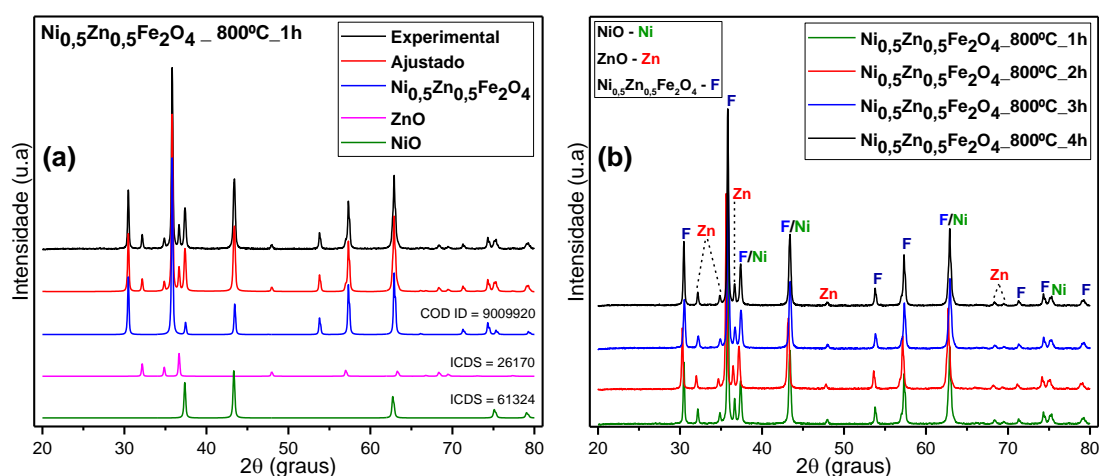 Ni0,5Zn0,5Fe2O4 _ 800ºC_1h
Experimental
Ajustado
Ni0,5Zn0,5Fe2O4
ZnO
NiO
(a)
Intensidade (u.a)
COD ID = 9009920
ICDS = 26170
ICDS = 61324
20 30 40 50 60 70 80
2θ (graus)
NiO - Ni
ZnO - Zn
Ni0,5Zn0,5Fe2O4 - F
Ni0,5Zn0,5Fe2O4_800ºC_1h
Ni0,5Zn0,5Fe2O4_800ºC_2h
Ni0,5Zn0,5Fe2O4_800ºC_3h
Ni0,5Zn0,5Fe2O4_800ºC_4h
(b)
Intensidade (u.a)
F
Zn
F Zn F/Ni F/Ni F/Ni
F Zn F F Zn F F Ni F
20 30 40 50 60 70 80
2θ (graus)